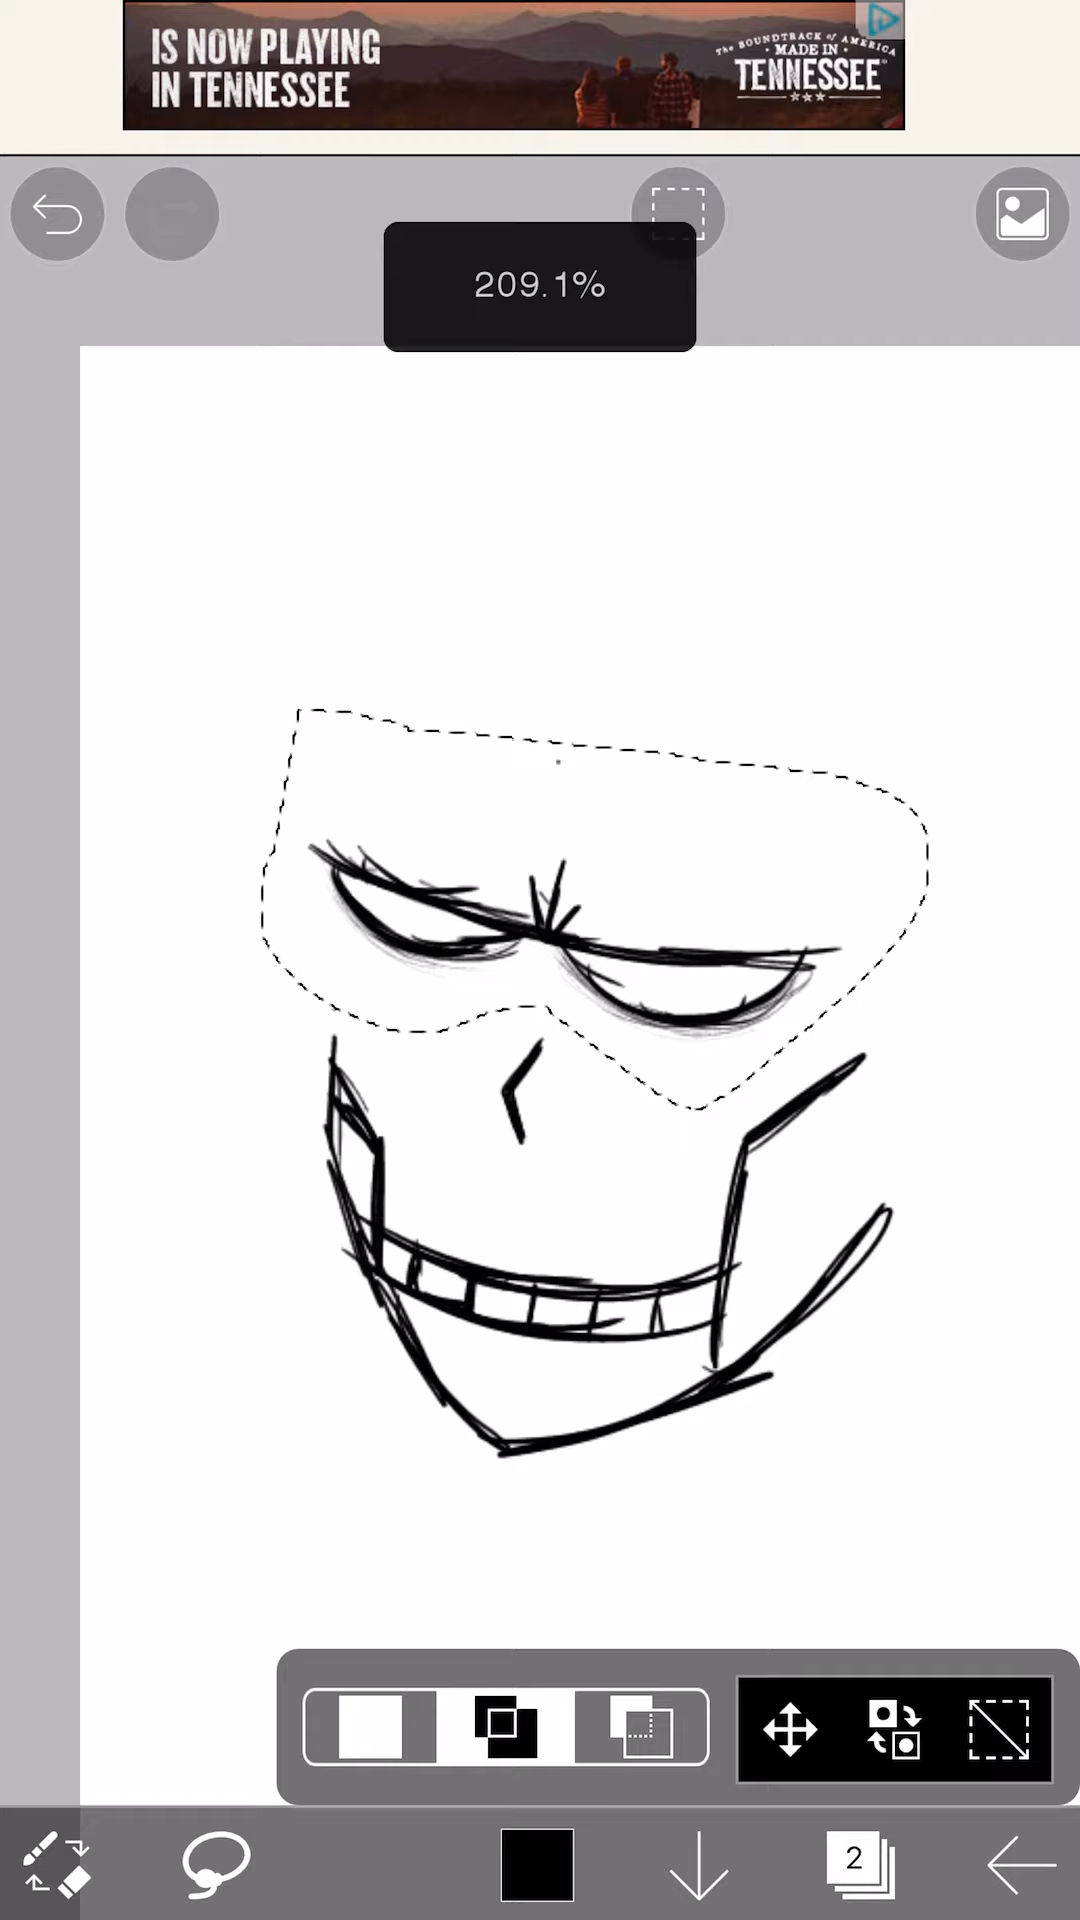 IS NOW PLAYING
IN TENNESSEE
The SOUNDTRACK of AMERICA
MADE IN
TENNESSEE
209.1%
2